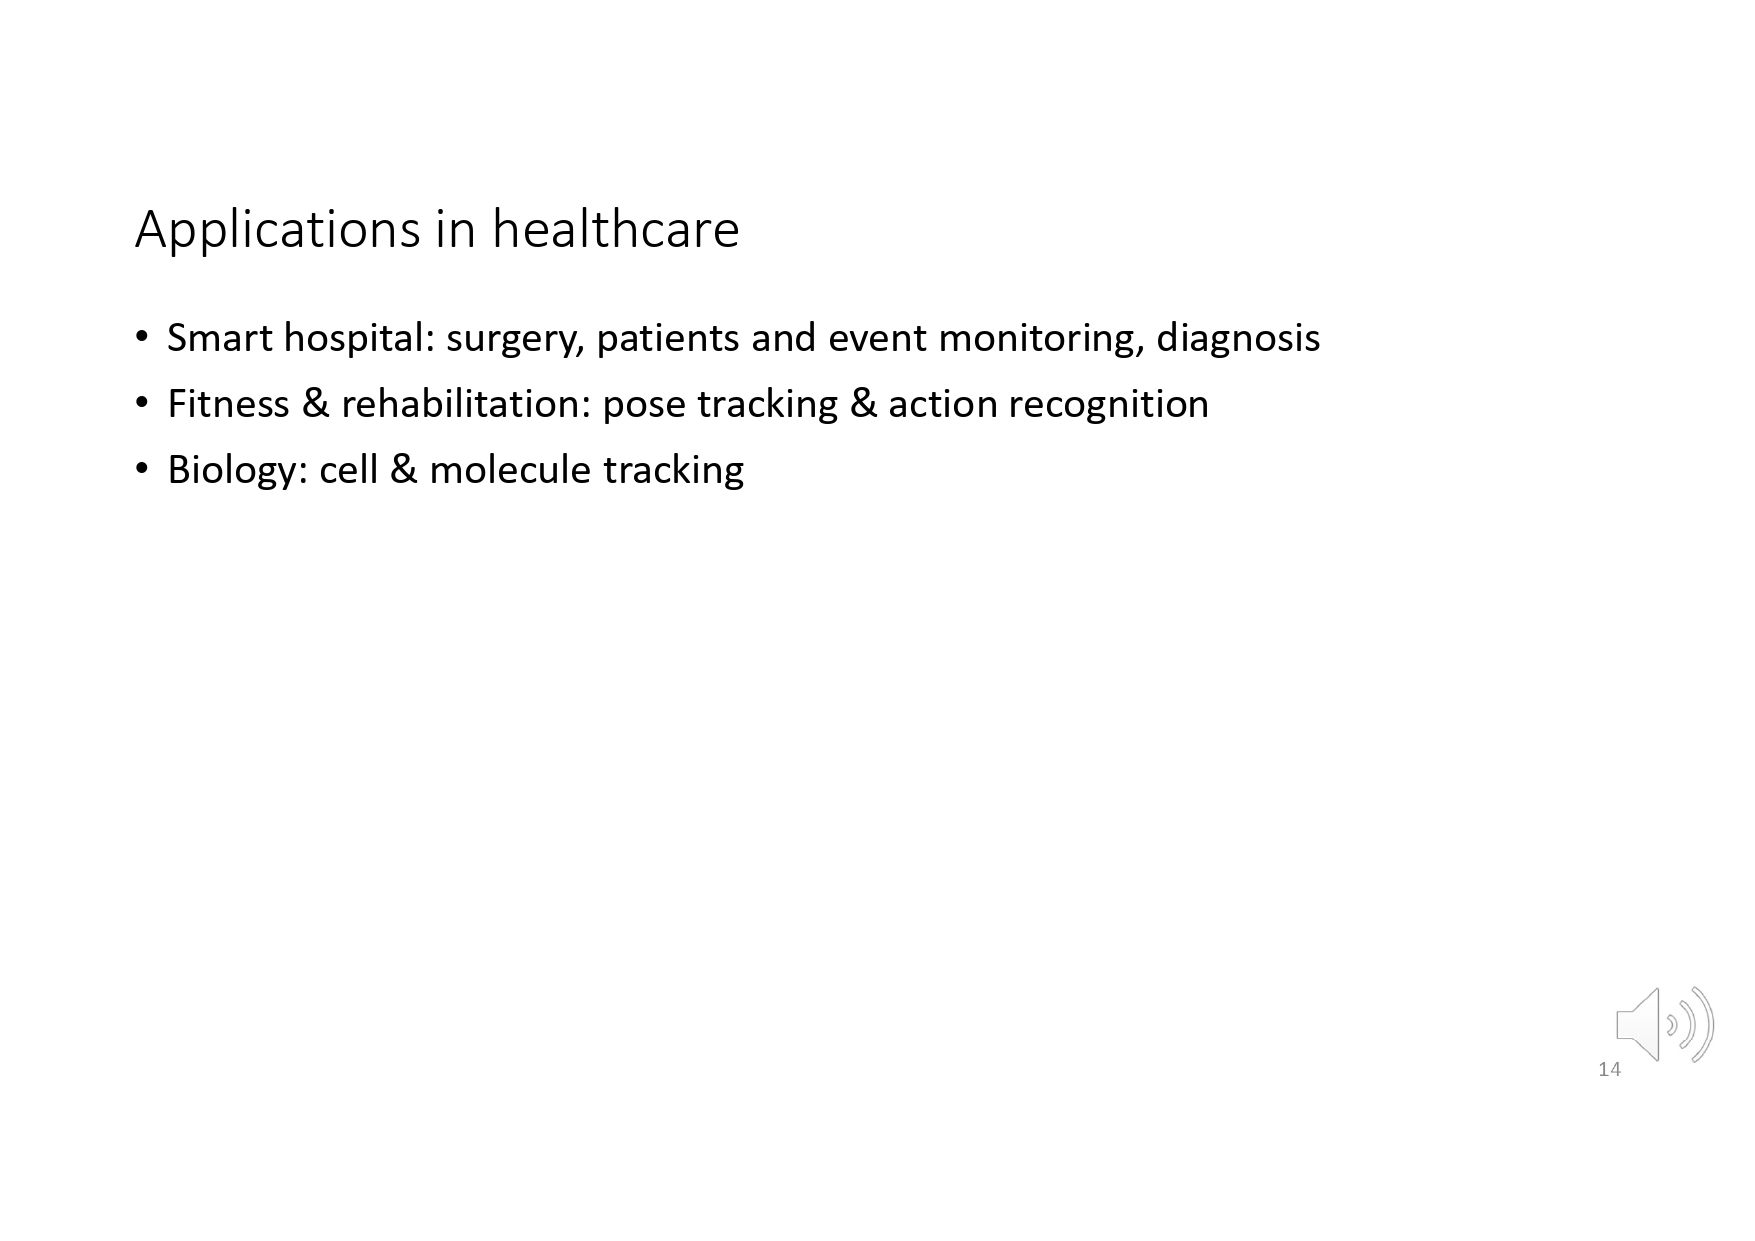 Applications in healthcare
• Smart hospital: surgery, patients and event monitoring, diagnosis
• Fitness & rehabilitation: pose tracking & action recognition
• Biology: cell & molecule tracking
14